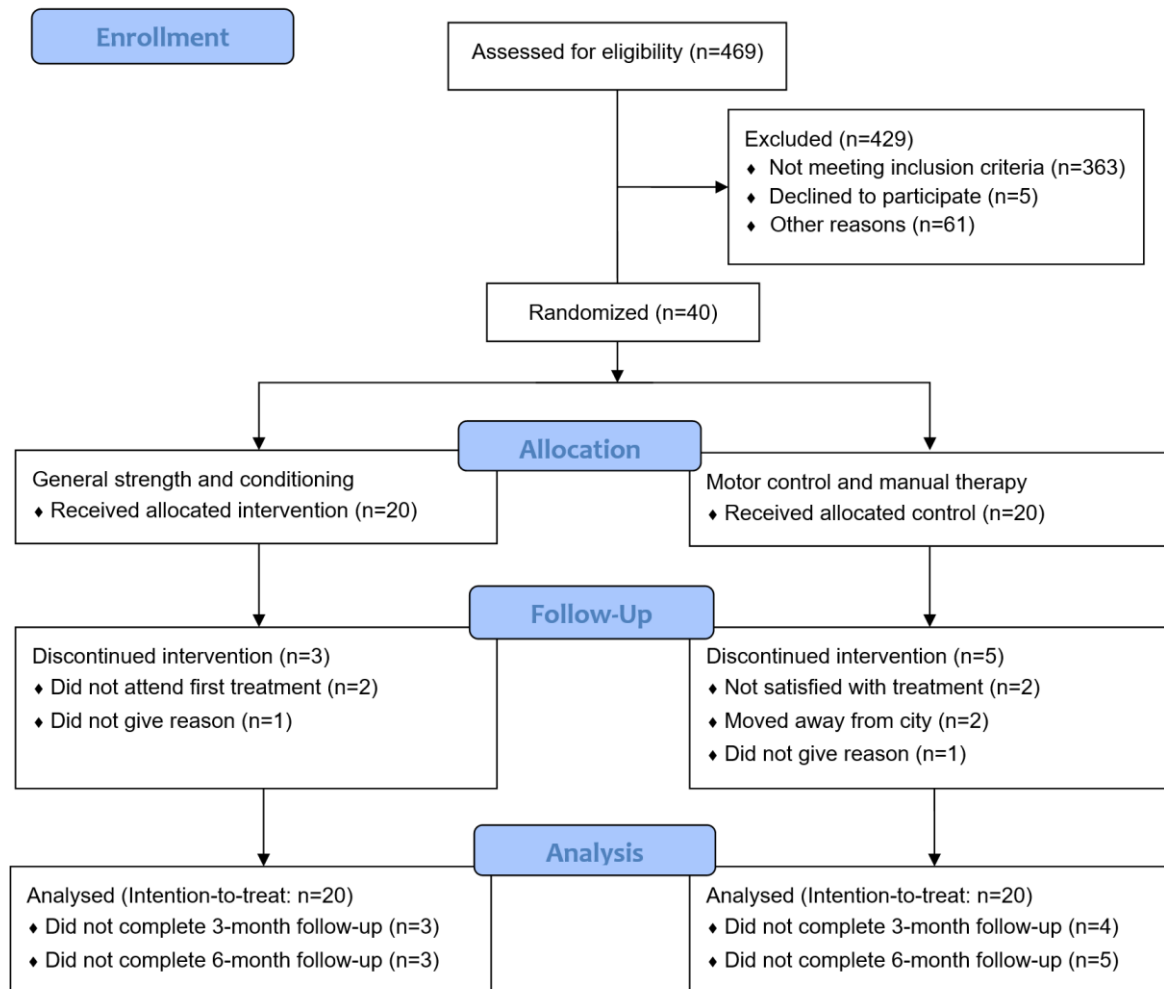 Enrollment
Assessed for eligibility (n=469)
Excluded (n=429)
♦ Not meeting inclusion criteria (n=363)
♦ Declined to participate (n=5)
♦ Other reasons (n=61)
Randomized (n=40)
Allocation
General strength and conditioning
♦ Received allocated intervention (n=20)
Motor control and manual therapy
♦ Received allocated control (n=20)
Follow-Up
Discontinued intervention (n=3)
♦ Did not attend first treatment (n=2)
♦ Did not give reason (n=1)
Discontinued intervention (n=5)
♦ Not satisfied with treatment (n=2)
♦ Moved away from city (n=2)
♦ Did not give reason (n=1)
Analysis
Analysed (Intention-to-treat: n=20)
♦ Did not complete 3-month follow-up (n=3)
♦ Did not complete 6-month follow-up (n=3)
Analysed (Intention-to-treat: n=20)
♦ Did not complete 3-month follow-up (n=4)
♦ Did not complete 6-month follow-up (n=5)